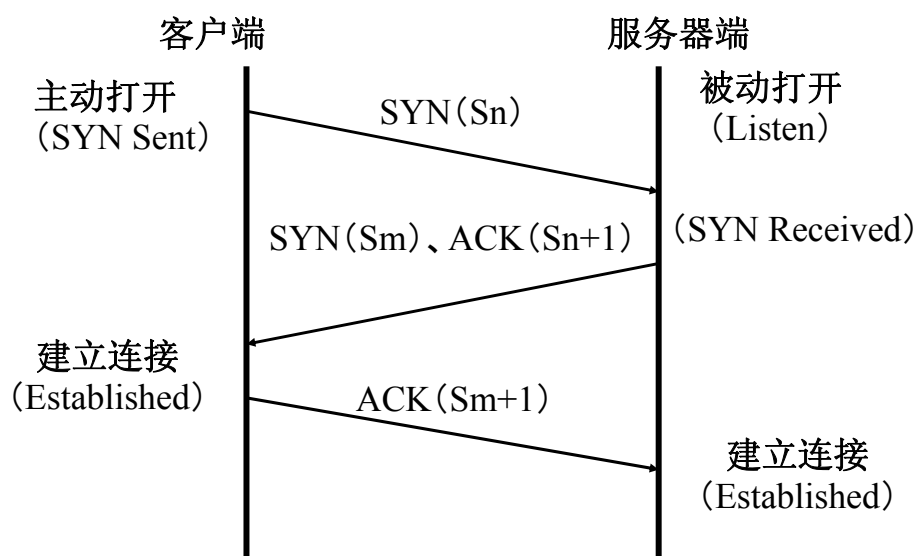 客户端
服务器端
主动打开
（SYN Sent）
SYN（Sn）
被动打开
（Listen）
SYN（Sm）、ACK（Sn+1）
（SYN Received）
建立连接
（Established）
ACK（Sm+1）
建立连接
（Established）